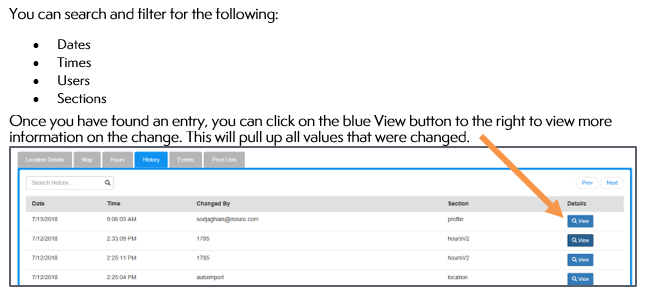 You can search and filter for the following:
• Dates
• Times
• Users
• Sections
Once you have found an entry, you can click on the blue View button to the right to view more
information on the change. This will pull up all values that were changed.
Location Details Map Hours History Events Price Lists
Search history... Prev Next
Date Time Changed By Section Details
7/13/2018 9:06:03 AM sodjaghian@rioseo.com profile View
7/12/2018 2:33:09 PM 1785 hoursV2 View
7/12/2018 2:25:11 PM 1785 hoursV2 View
7/12/2018 2:25:04 PM autoimport location View